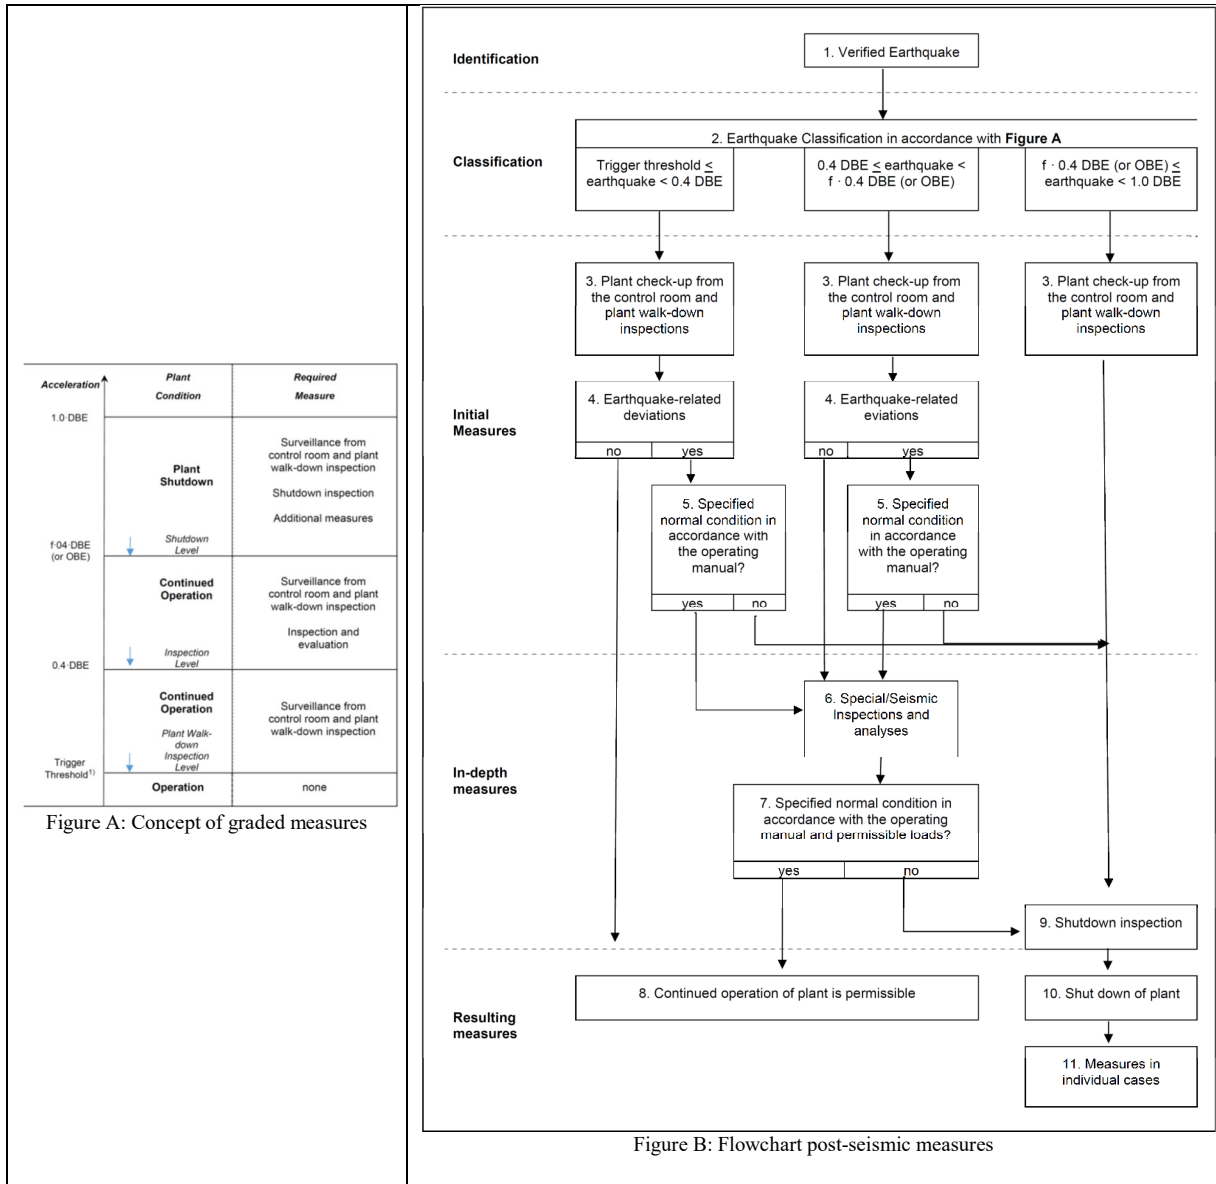 Acceleration
Plant
Condition
Required
Measure
1.0·DBE
Plant
Shutdown
Surveillance from
control room and plant
walk-down inspection
Shutdown inspection
Additional measures
f·04·DBE
(or OBE)
Shutdown
Level
Continued
Operation
Surveillance from
control room and plant
walk-down inspection
Inspection and
evaluation
0.4·DBE
Inspection
Level
Continued
Operation
Surveillance from
control room and plant
walk-down inspection
Plant Walk-
down
Inspection
Level
Trigger
Threshold¹⁾
Operation
none
Figure A: Concept of graded measures
Identification
1. Verified Earthquake
Classification
2. Earthquake Classification in accordance with Figure A
Trigger threshold ≤
earthquake < 0.4 DBE
0.4 DBE ≤ earthquake <
f · 0.4 DBE (or OBE)
f · 0.4 DBE (or OBE) ≤
earthquake < 1.0 DBE
Initial
Measures
3. Plant check-up from
the control room and
plant walk-down
inspections
3. Plant check-up from
the control room and
plant walk-down
inspections
3. Plant check-up from
the control room and
plant walk-down
inspections
4. Earthquake-related
deviations
no yes
4. Earthquake-related
eviations
no yes
5. Specified
normal condition in
accordance with
the operating
manual?
yes no
5. Specified
normal condition
in accordance
with the operating
manual?
yes no
In-depth
measures
6. Special/Seismic
Inspections and
analyses
7. Specified normal condition in
accordance with the operating
manual and permissible loads?
yes no
9. Shutdown inspection
Resulting
measures
8. Continued operation of plant is permissible
10. Shut down of plant
11. Measures in
individual cases
Figure B: Flowchart post-seismic measures